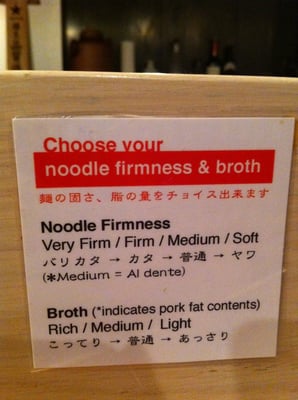 Choose your
noodle firmness & broth
麺の固さ、脂の量をチョイス出来ます
Noodle Firmness
Very Firm / Firm / Medium / Soft
バリカタ → カタ → 普通 → ヤワ
(*Medium = Al dente)
Broth (*indicates pork fat contents)
Rich / Medium / Light
こってり → 普通 → あっさり